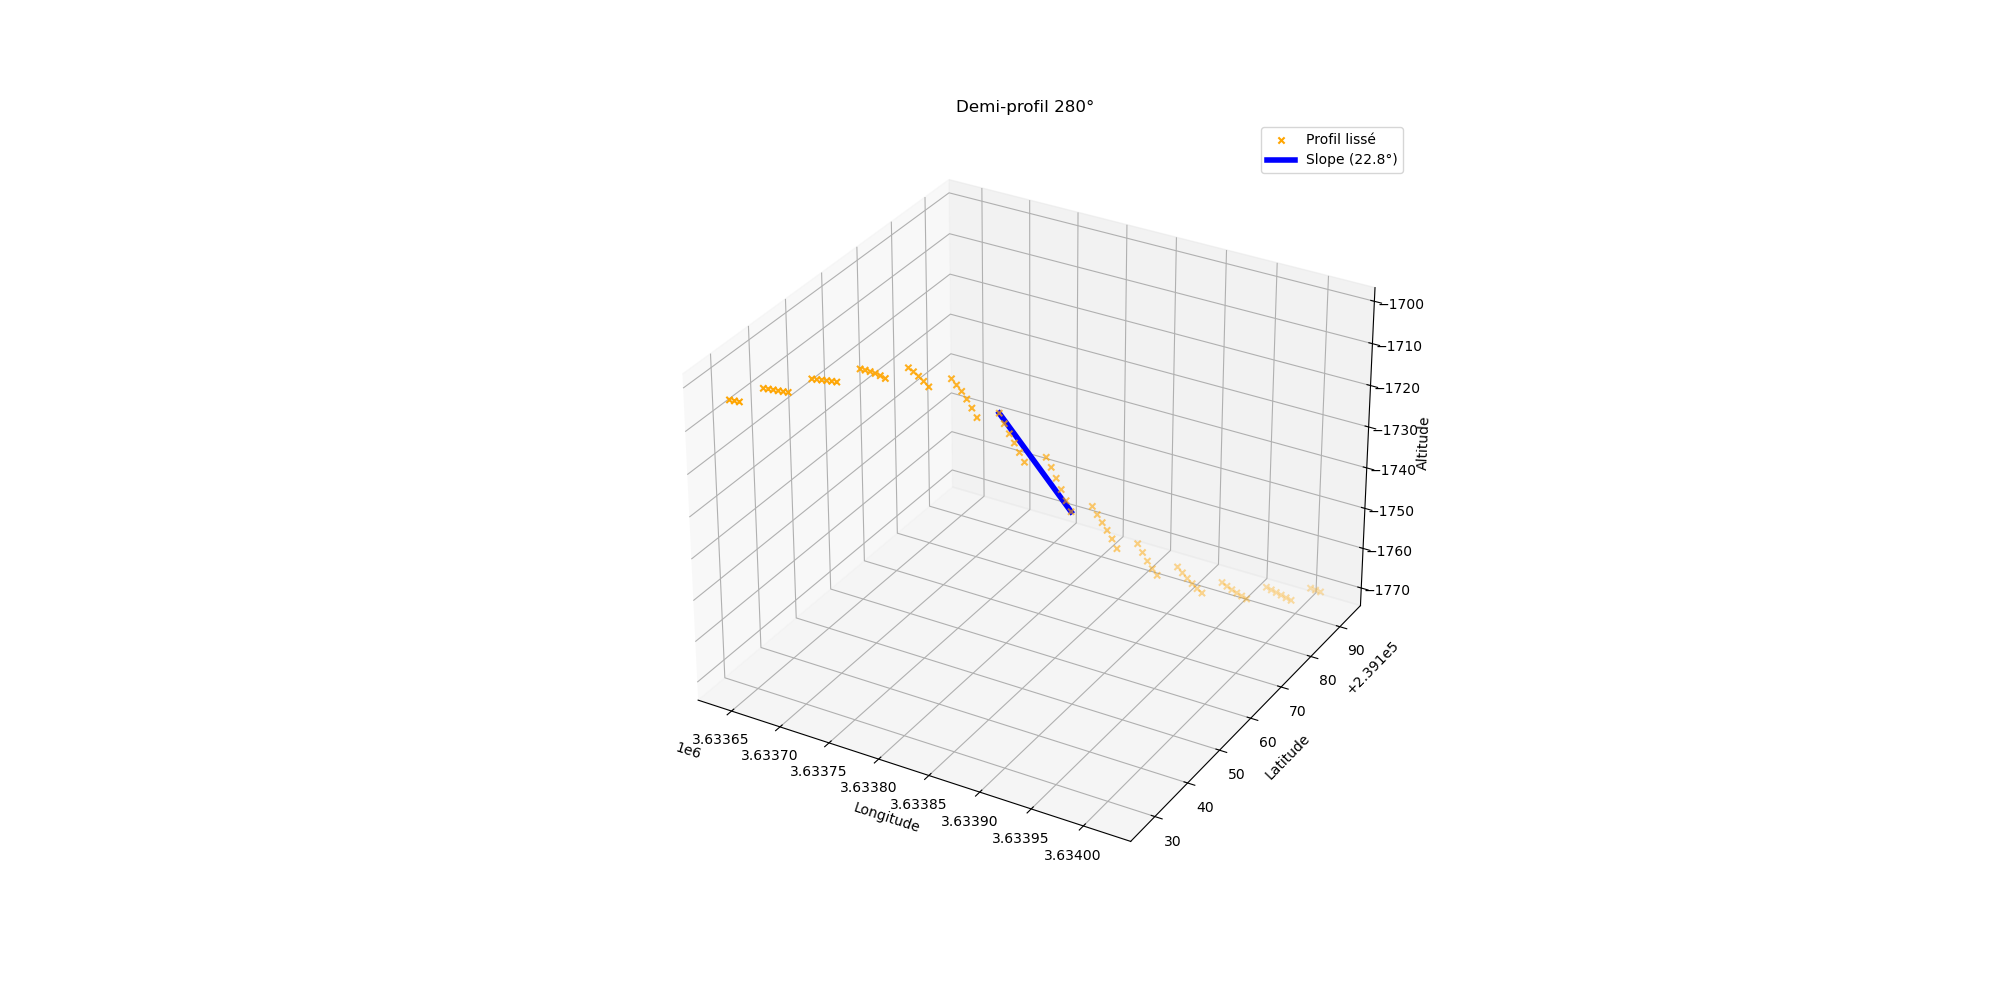 Demi-profil 280°
Profil lissé
Slope (22.8°)
−1700
−1710
−1720
−1730
−1740
−1750
−1760
−1770
Altitude
90
80
70
60
50
40
30
+2.391e5
Latitude
3.63365
3.63370
3.63375
3.63380
3.63385
3.63390
3.63395
3.63400
1e6
Longitude